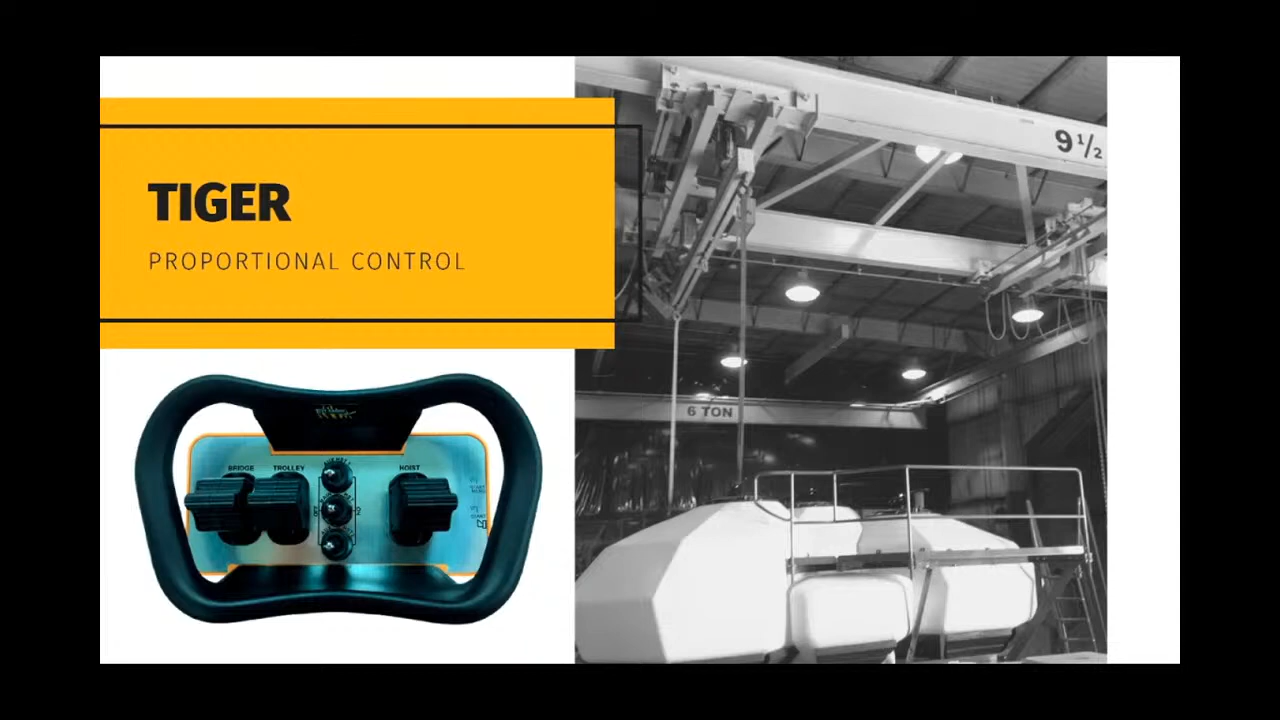 TIGER
PROPORTIONAL CONTROL
9 1/2
6 TON
BRIDGE
TROLLEY
HOIST